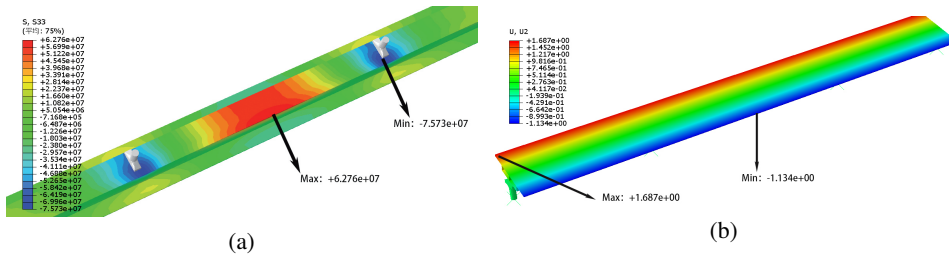 S, S33
(平均: 75%)
+6.276e+07
+5.699e+07
+5.122e+07
+4.545e+07
+3.968e+07
+3.391e+07
+2.814e+07
+2.237e+07
+1.660e+07
+1.082e+07
+5.054e+06
-7.168e+05
-6.487e+06
-1.226e+07
-1.803e+07
-2.380e+07
-2.957e+07
-3.534e+07
-4.111e+07
-4.688e+07
-5.265e+07
-5.842e+07
-6.419e+07
-6.996e+07
-7.573e+07
Min: -7.573e+07
Max: +6.276e+07
(a)
U, U2
+1.687e+00
+1.452e+00
+1.217e+00
+9.816e-01
+7.465e-01
+5.114e-01
+2.763e-01
+4.117e-02
-1.939e-01
-4.291e-01
-6.642e-01
-8.993e-01
-1.134e+00
Min: -1.134e+00
Max: +1.687e+00
(b)